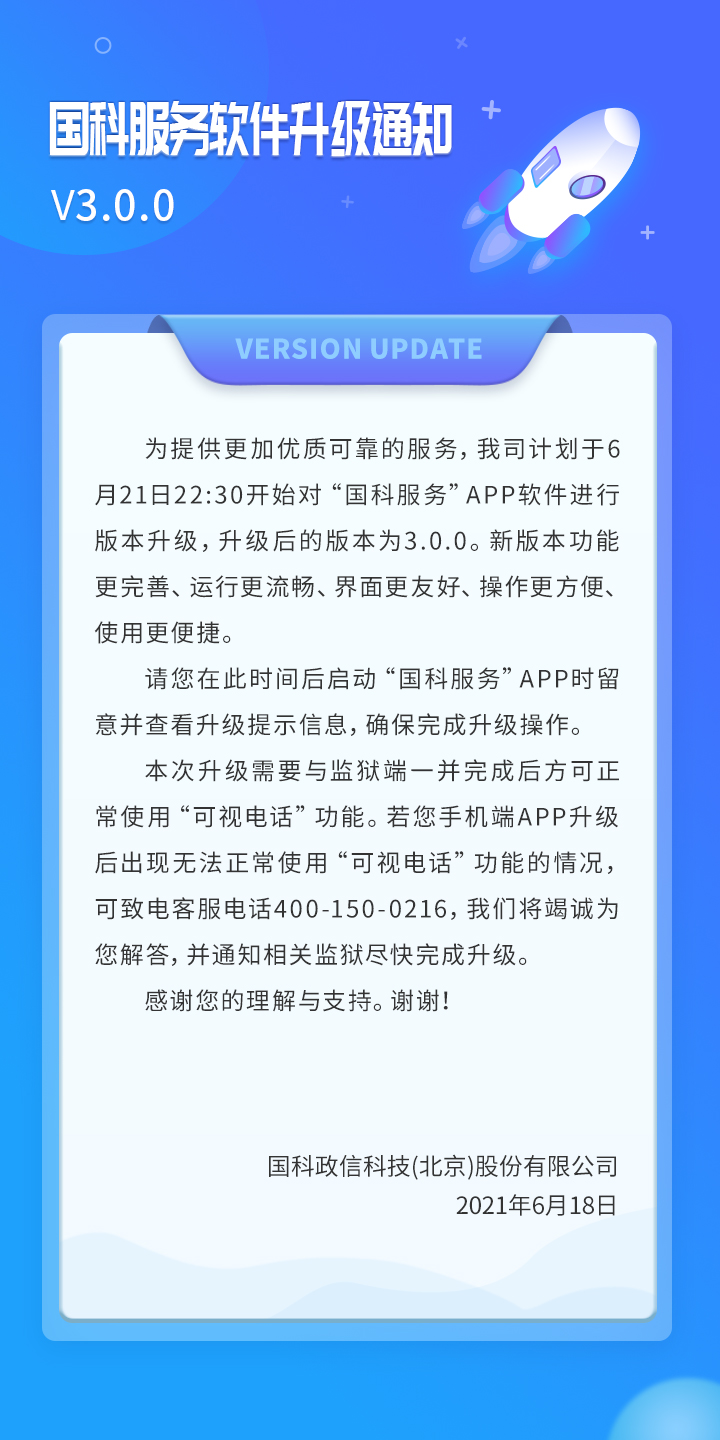 国科服务软件升级通知
V3.0.0
VERSION UPDATE
为提供更加优质可靠的服务，我司计划于6
月21日22:30开始对“国科服务”APP软件进行
版本升级，升级后的版本为3.0.0。新版本功能
更完善、运行更流畅、界面更友好、操作更方便、
使用更便捷。
请您在此时间后启动“国科服务”APP时留
意并查看升级提示信息，确保完成升级操作。
本次升级需要与监狱端一并完成后方可正
常使用“可视电话”功能。若您手机端APP升级
后出现无法正常使用“可视电话”功能的情况，
可致电客服电话400-150-0216，我们将竭诚为
您解答，并通知相关监狱尽快完成升级。
感谢您的理解与支持。谢谢！
国科政信科技(北京)股份有限公司
2021年6月18日